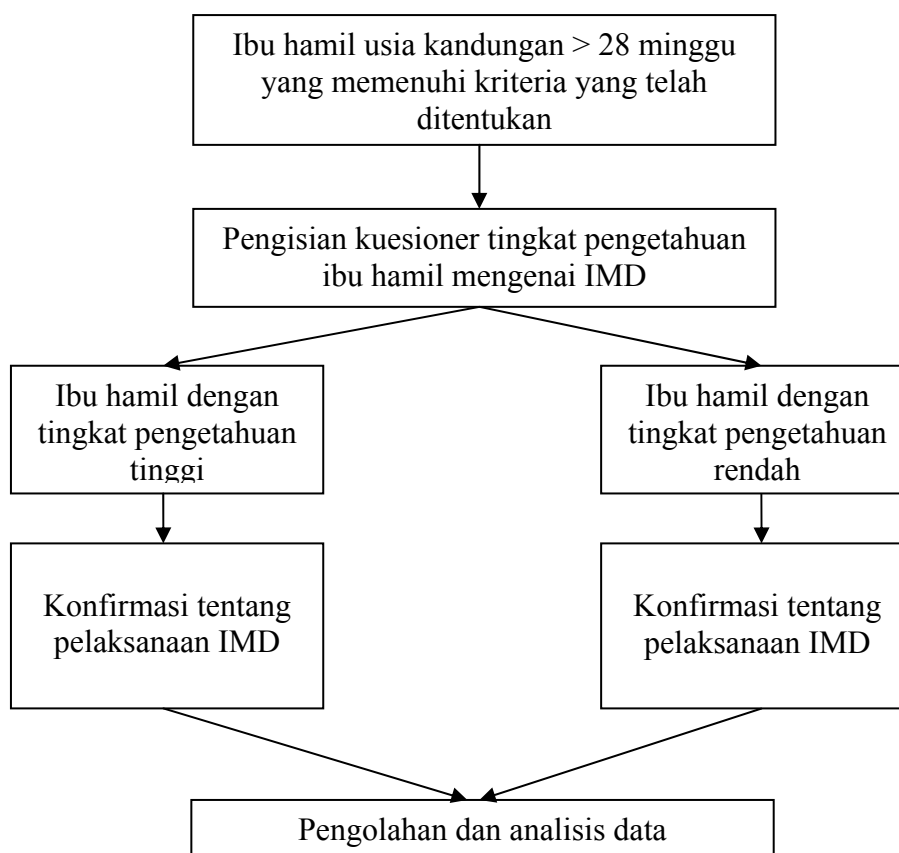 Ibu hamil usia kandungan > 28 minggu
yang memenuhi kriteria yang telah
ditentukan
Pengisian kuesioner tingkat pengetahuan
ibu hamil mengenai IMD
Ibu hamil dengan
tingkat pengetahuan
tinggi
Ibu hamil dengan
tingkat pengetahuan
rendah
Konfirmasi tentang
pelaksanaan IMD
Konfirmasi tentang
pelaksanaan IMD
Pengolahan dan analisis data